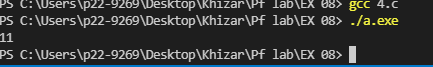 PS C:\Users\p22-9269\Desktop\Khizar\Pf lab\EX 08> gcc 4.c
PS C:\Users\p22-9269\Desktop\Khizar\Pf lab\EX 08> ./a.exe
11
PS C:\Users\p22-9269\Desktop\Khizar\Pf lab\EX 08>